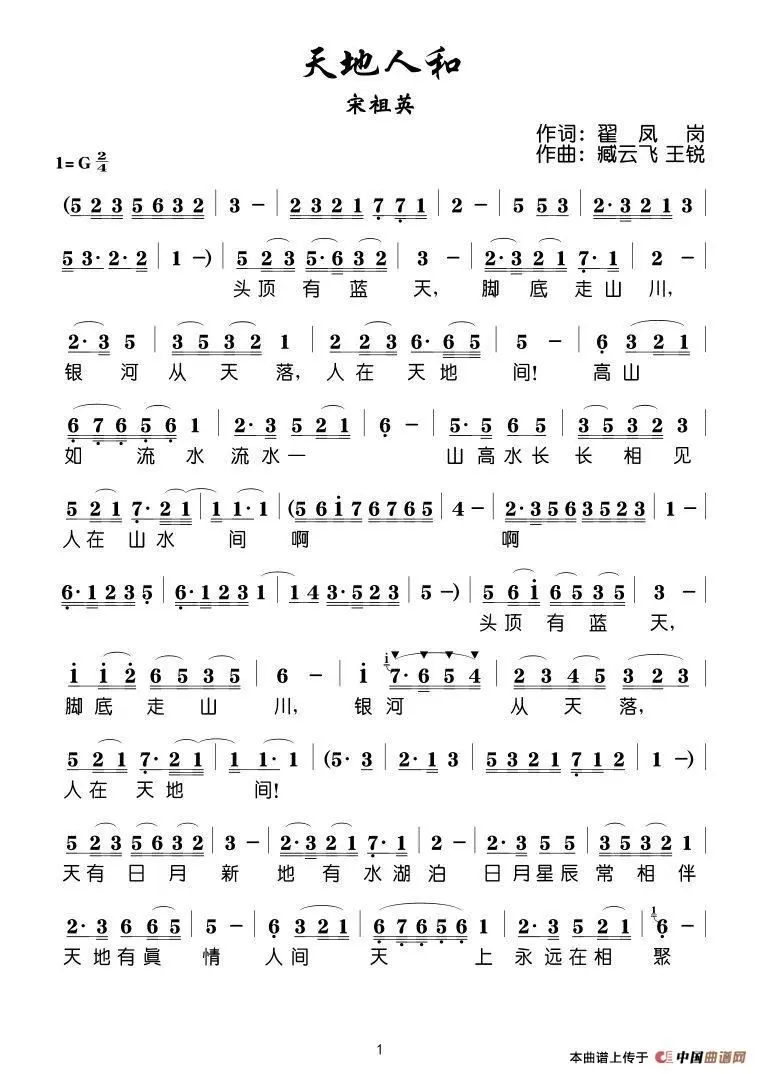 天地人和
宋祖英
作词：翟 凤 岗
1=G 2/4
作曲：臧云飞 王锐
(5 2 3 5 6 3 2 | 3 - | 2 3 2 1 7 7 1 | 2 - | 5 5 3 | 2· 3 2 1 3 |
5 3· 2· 2 | 1 -) | 5 2 3 5· 6 3 2 | 3 - | 2· 3 2 1 7· 1 | 2 - |
头顶 有 蓝 天, 脚 底 走 山 川,
2· 3 5 | 3 5 3 2 1 | 2 2 3 6· 6 5 | 5 - | 6 3 2 1 |
银 河 从 天 落, 人 在 天 地 间! 高 山
6 7 6 5 6 1 | 2· 3 5 2 1 | 6 - | 5· 5 6 5 | 3 5 3 2 3 |
如 流 水 流 水 一 山 高 水 长 长 相 见
5 2 1 7· 2 1 | 1 1· 1 | (5 6 i 7 6 7 6 5 | 4 - | 2· 3 5 6 3 5 2 3 | 1 - |
人 在 山 水 间 啊 啊
6· 1 2 3 5 | 6· 1 2 3 1 | 1 4 3· 3 5 2 3 | 5 -) | 5 6 i 6 5 3 5 | 3 - |
头 顶 有 蓝 天,
i i 2 6 5 3 5 | 6 - | i i 7· 6 5 4 | 2 3 4 5 3 2 3 |
脚 底 走 山 川, 银 河 从 天 落,
5 2 1 7· 2 1 | 1 1· 1 | (5· 3 | 2· 1 3 | 5 3 2 1 7 1 2 | 1 -) |
人 在 天 地 间!
5 2 3 5 6 3 2 | 3 - | 2· 3 2 1 7· 1 | 2 - | 2· 3 5 5 | 3 5 3 2 1 |
天 有 日 月 新 地 有 水 湖 泊 日 月 星 辰 常 相 伴
2· 3 6 6 5 | 5 - | 6 3 2 1 | 6 7 6 5 6 1 | 2· 3 5 2 1 | 1 6· |
天 地 有 眞 情 人 间 天 上 永 远 在 相 聚
1
本曲谱上传于 中国曲谱网